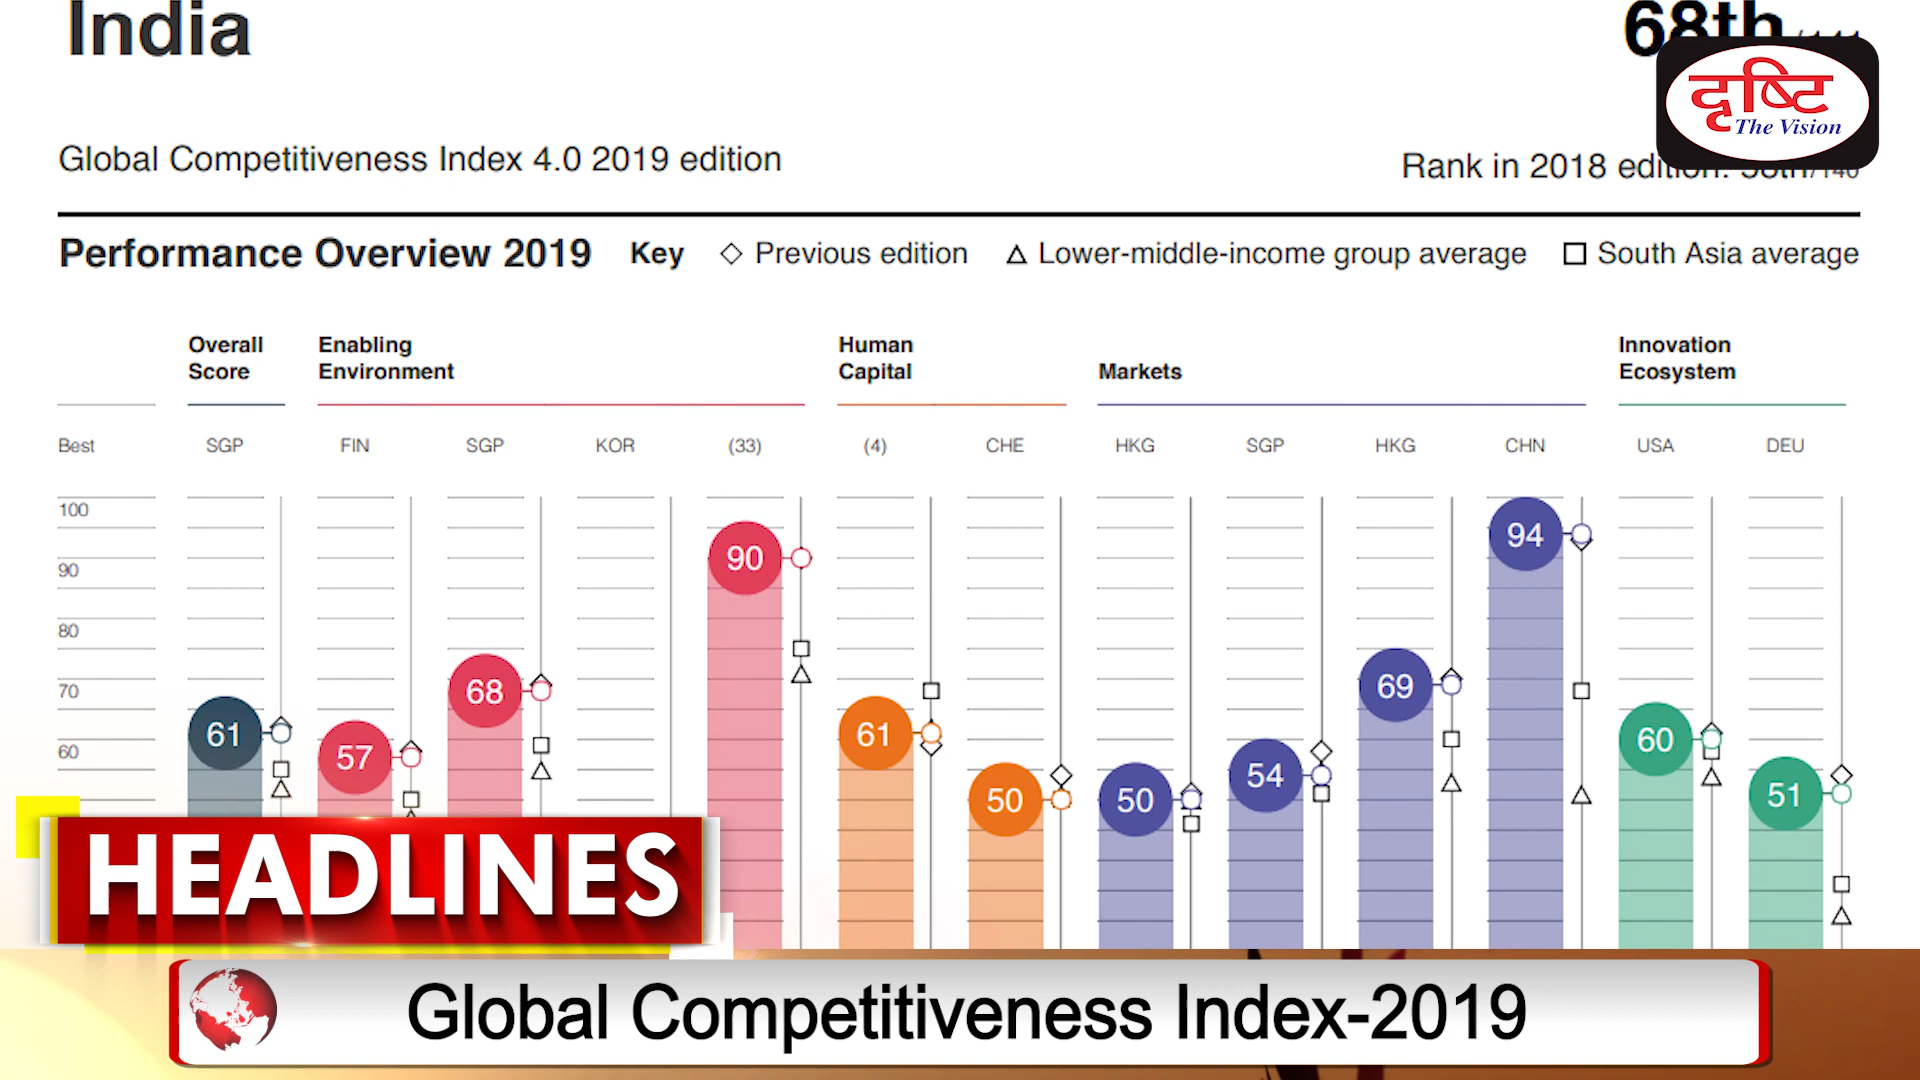 India
68th
दृष्टि
The Vision
Global Competitiveness Index 4.0 2019 edition
Rank in 2018 edition: 58th/140
Performance Overview 2019 Key ◇ Previous edition △ Lower-middle-income group average □ South Asia average
Overall Score
Enabling Environment
Human Capital
Markets
Innovation Ecosystem
Best SGP FIN SGP KOR (33) (4) CHE HKG SGP HKG CHN USA DEU
100
90
80
70
60
61 57 68 90 61 50 50 54 69 94 60 51
HEADLINES
Global Competitiveness Index-2019